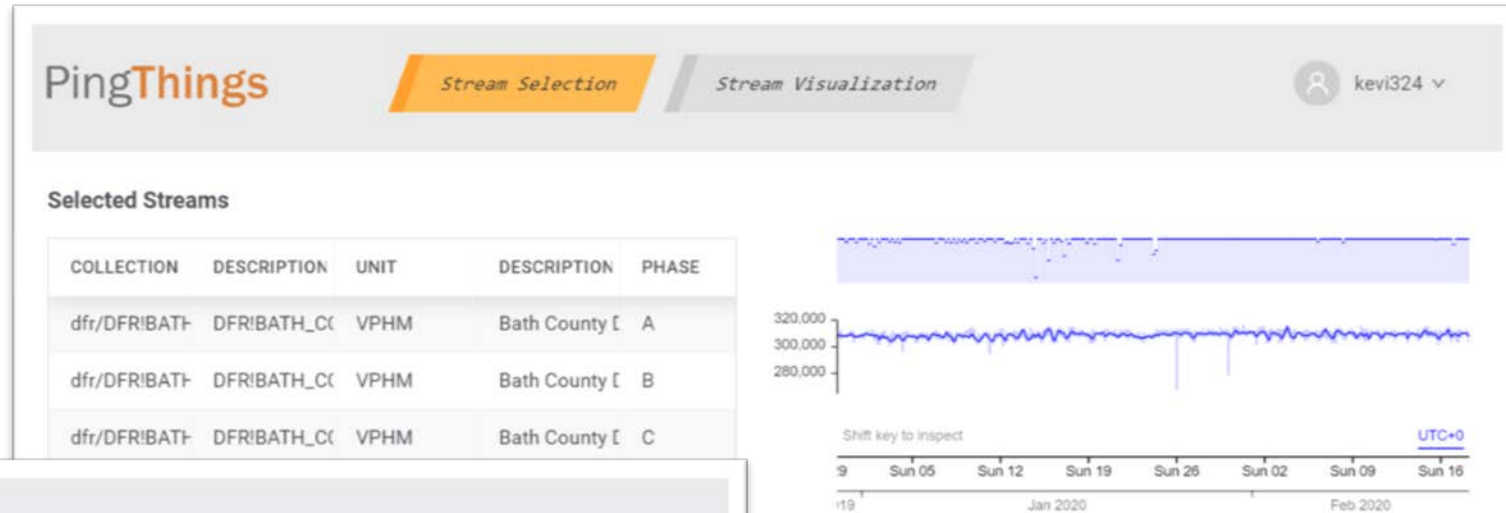 PingThings
Stream Selection
Stream Visualization
kevi324
Selected Streams
COLLECTION DESCRIPTION UNIT DESCRIPTION PHASE
dfr/DFR!BATH DFR!BATH_C( VPHM Bath County D A
dfr/DFR!BATH DFR!BATH_C( VPHM Bath County D B
dfr/DFR!BATH DFR!BATH_C( VPHM Bath County D C
320,000
300,000
280,000
Shift key to inspect UTC+0
Sun 05 Sun 12 Sun 19 Sun 26 Sun 02 Sun 09 Sun 16
Jan 2020 Feb 2020